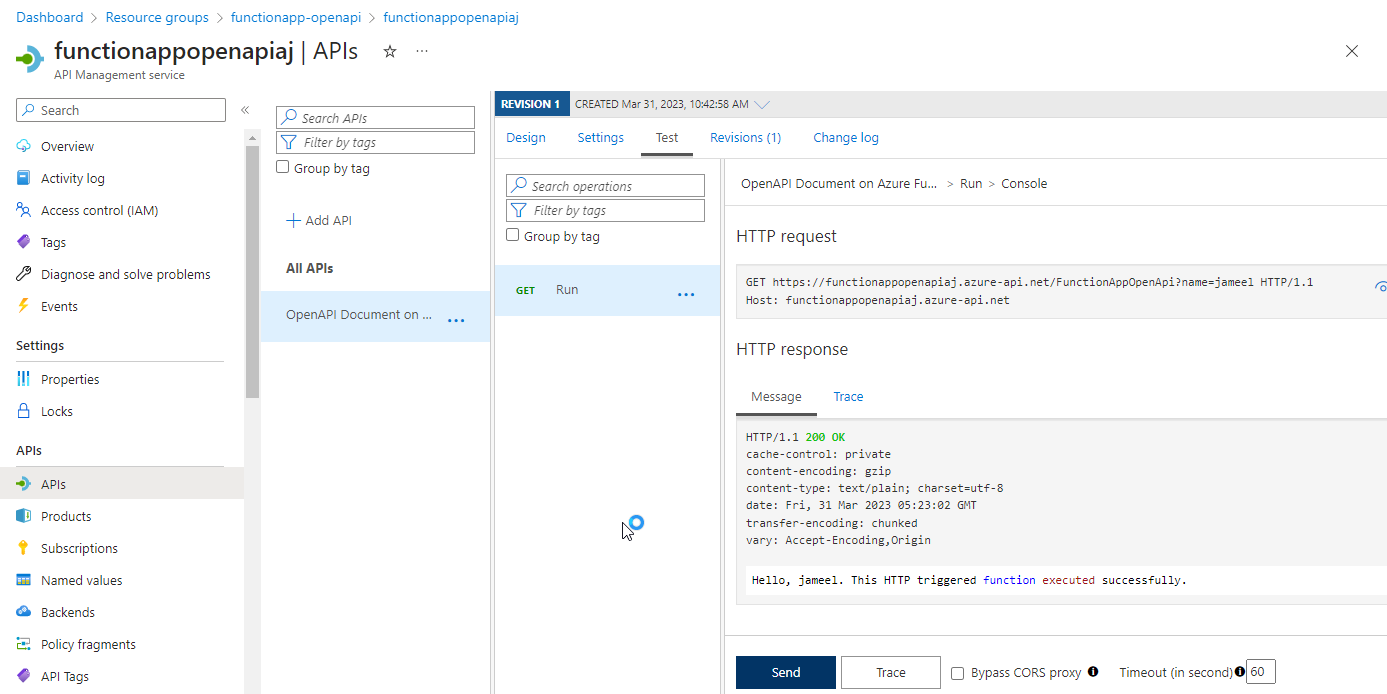 Dashboard > Resource groups > functionapp-openapi > functionappopenapiaj
functionappopenapiaj | APIs ☆ ...
API Management service
Search
Overview
Activity log
Access control (IAM)
Tags
Diagnose and solve problems
Events
Settings
Properties
Locks
APIs
APIs
Products
Subscriptions
Named values
Backends
Policy fragments
API Tags
Search APIs
Filter by tags
Group by tag
Add API
All APIs
OpenAPI Document on ... ...
REVISION 1 CREATED Mar 31, 2023, 10:42:58 AM
Design Settings Test Revisions (1) Change log
Search operations
Filter by tags
Group by tag
GET Run ...
OpenAPI Document on Azure Fu... > Run > Console
HTTP request
GET https://functionappopenapiaj.azure-api.net/FunctionAppOpenApi?name=jameel HTTP/1.1
Host: functionappopenapiaj.azure-api.net
HTTP response
Message Trace
HTTP/1.1 200 OK
cache-control: private
content-encoding: gzip
content-type: text/plain; charset=utf-8
date: Fri, 31 Mar 2023 05:23:02 GMT
transfer-encoding: chunked
vary: Accept-Encoding,Origin
Hello, jameel. This HTTP triggered function executed successfully.
Send Trace Bypass CORS proxy Timeout (in second) 60